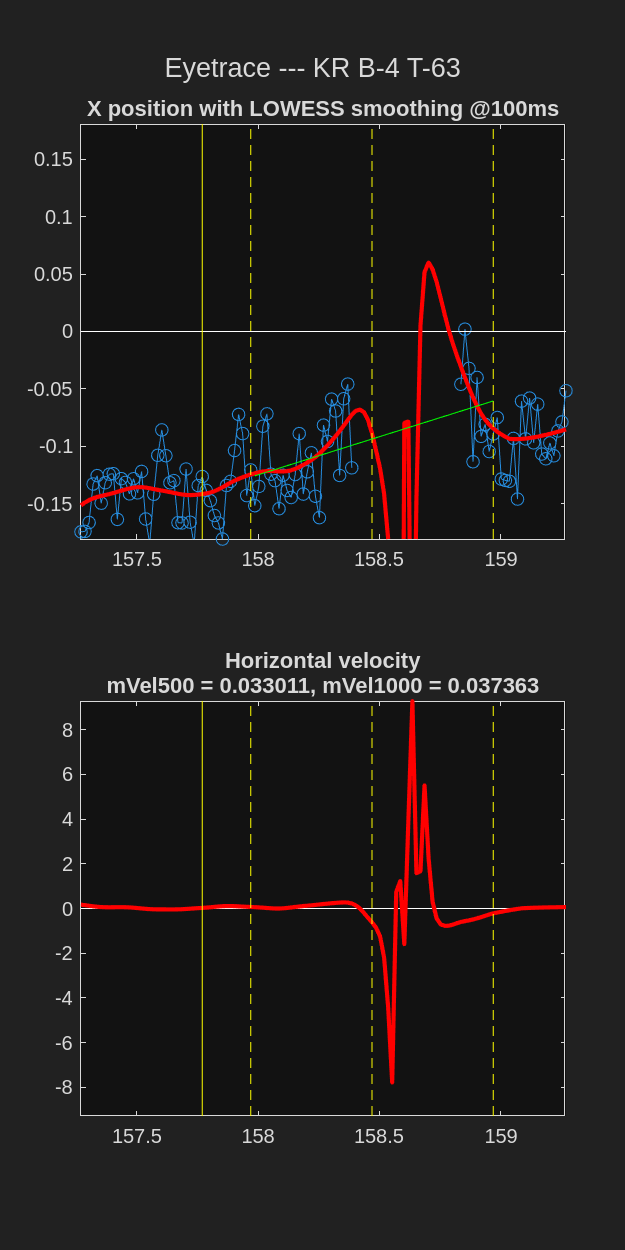 Eyetrace --- KR B-4 T-63
X position with LOWESS smoothing @100ms
0.15
0.1
0.05
0
-0.05
-0.1
-0.15
157.5 158 158.5 159
Horizontal velocity
mVel500 = 0.033011, mVel1000 = 0.037363
8
6
4
2
0
-2
-4
-6
-8
157.5 158 158.5 159